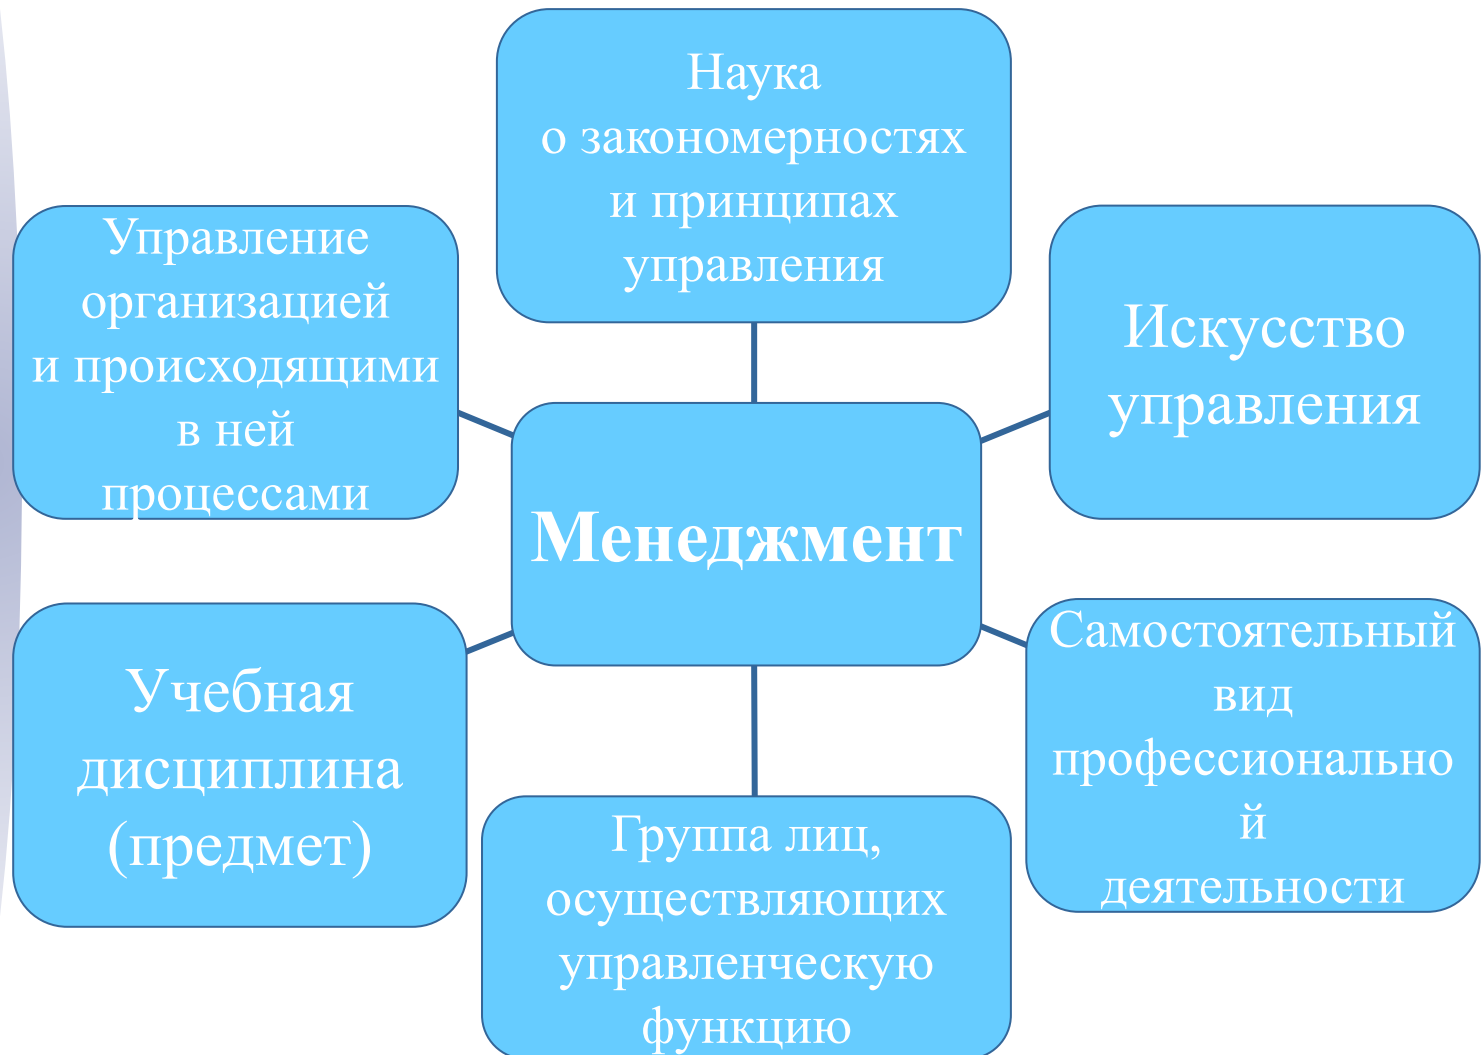 Наука
о закономерностях
и принципах
управления
Управление
организацией
и происходящими
в ней
процессами
Искусство
управления
Менеджмент
Учебная
дисциплина
(предмет)
Самостоятельный
вид
профессионально
й
деятельности
Группа лиц,
осуществляющих
управленческую
функцию